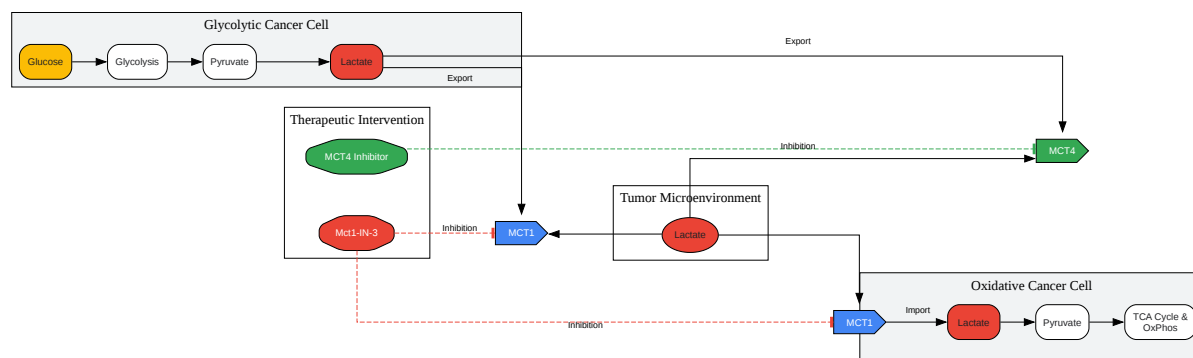 Glycolytic Cancer Cell
Glucose
Glycolysis
Pyruvate
Lactate
Export
Export
Therapeutic Intervention
MCT4 Inhibitor
Inhibition
MCT4
Tumor Microenvironment
Mct1-IN-3
Inhibition
MCT1
Lactate
Oxidative Cancer Cell
Inhibition
MCT1
Import
Lactate
Pyruvate
TCA Cycle &
OxPhos